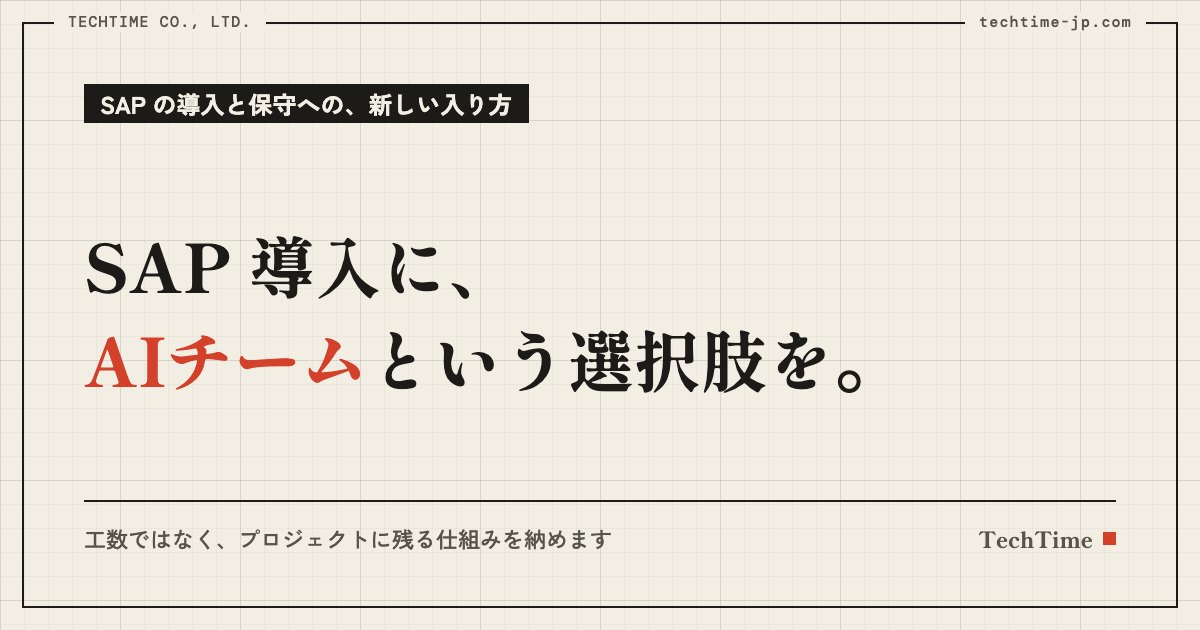 TECHTIME CO., LTD.
techtime-jp.com
SAP の導入と保守への、新しい入り方
SAP 導入に、
AIチームという選択肢を。
工数ではなく、プロジェクトに残る仕組みを納めます
TechTime